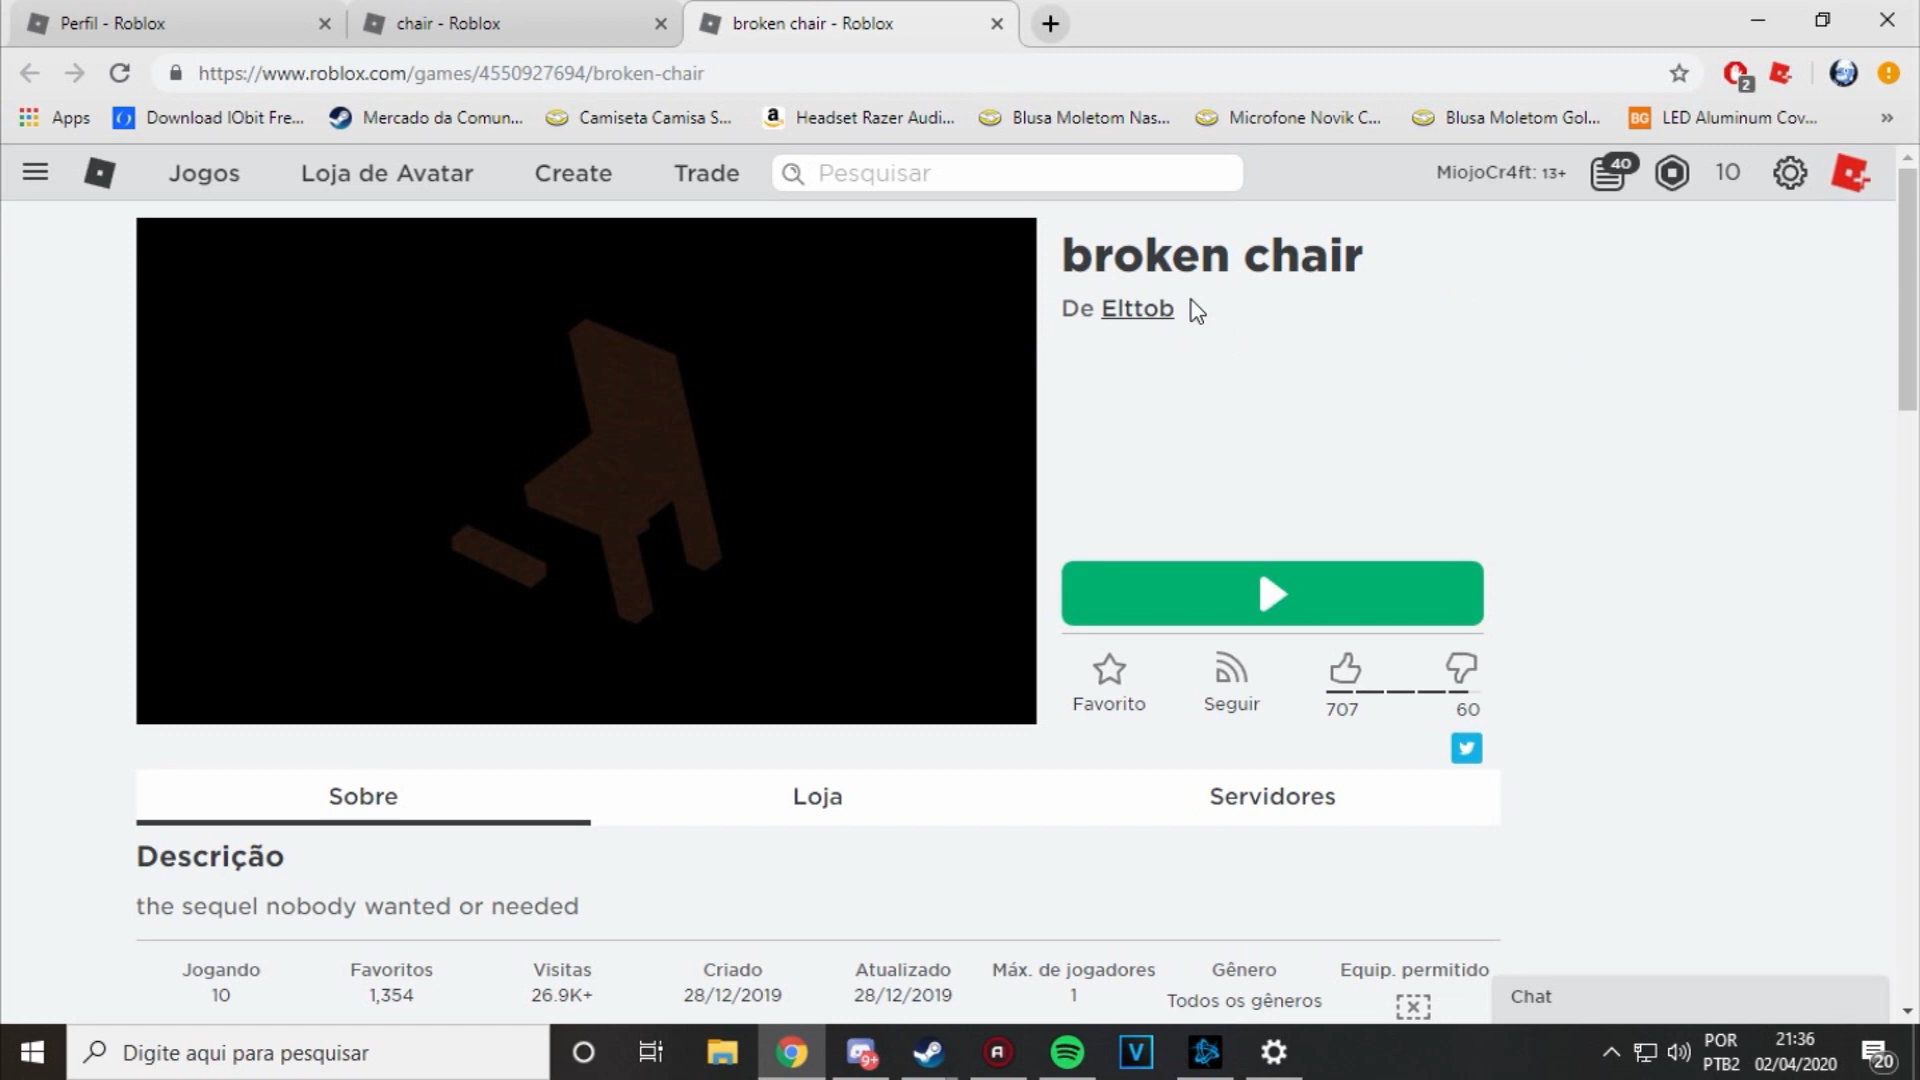 Perfil - Roblox
chair - Roblox
broken chair - Roblox
https://www.roblox.com/games/4550927694/broken-chair
2
Apps
Download IObit Fre...
Mercado da Comun...
Camiseta Camisa S...
a
Headset Razer Audi...
Blusa Moletom Nas...
Microfone Novik C...
Blusa Moletom Gol...
BG
LED Aluminum Cov...
Jogos
Loja de Avatar
Create
Trade
Pesquisar
MiojoCr4ft: 13+
40
10
broken chair
De Elttob
Favorito
Seguir
707
60
Sobre
Loja
Servidores
Descrição
the sequel nobody wanted or needed
Jogando
Favoritos
Visitas
Criado
Atualizado
Máx. de jogadores
Gênero
Equip. permitido
10
1,354
26.9K+
28/12/2019
28/12/2019
1
Todos os gêneros
Chat
Digite aqui para pesquisar
9+
V
POR
PTB2
21:36
02/04/2020
20